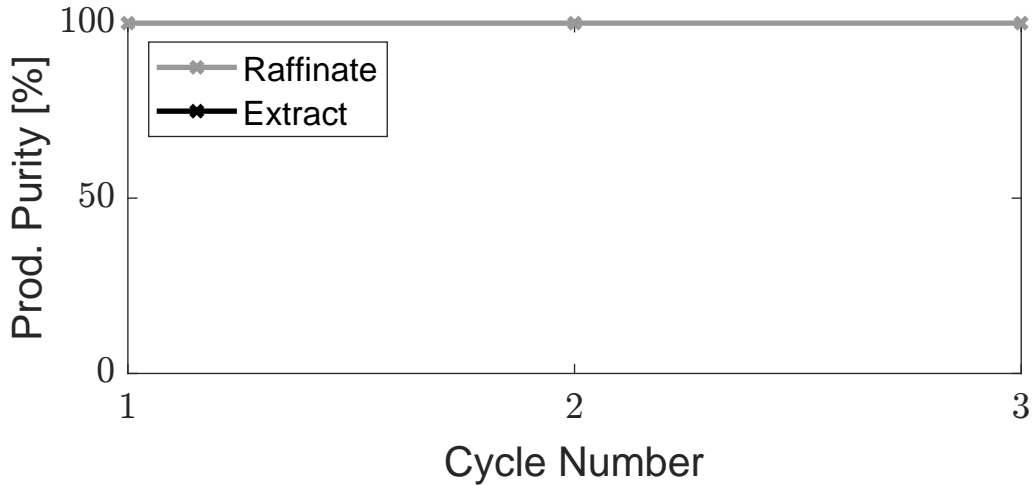 100
Raffinate
Extract
50
0
Prod. Purity [%]
1 2 3
Cycle Number